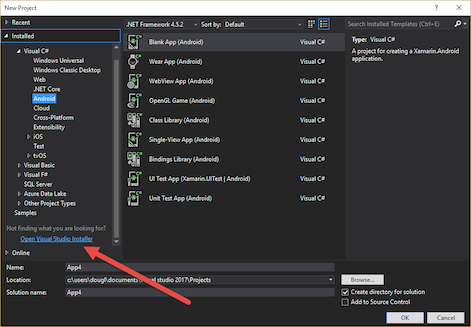 New Project
Recent
.NET Framework 4.5.2 Sort by: Default
Search Installed Templates (Ctrl+E)
Installed
Visual C#
Windows Universal
Windows Classic Desktop
Web
.NET Core
Android
Cloud
Cross-Platform
Extensibility
iOS
Test
tvOS
Visual Basic
Visual F#
SQL Server
Azure Data Lake
Other Project Types
Samples
Not finding what you are looking for?
Open Visual Studio Installer
Online
Blank App (Android) Visual C#
Wear App (Android) Visual C#
WebView App (Android) Visual C#
OpenGL Game (Android) Visual C#
Class Library (Android) Visual C#
Single-View App (Android) Visual C#
Bindings Library (Android) Visual C#
UI Test App (Xamarin.UITest | Android) Visual C#
Unit Test App (Android) Visual C#
Type: Visual C#
A project for creating a Xamarin.Android
application.
Name: App4
Location: c:\users\dougl\documents\ studio 2017\Projects
Browse...
Solution name: App4
Create directory for solution
Add to Source Control
OK Cancel